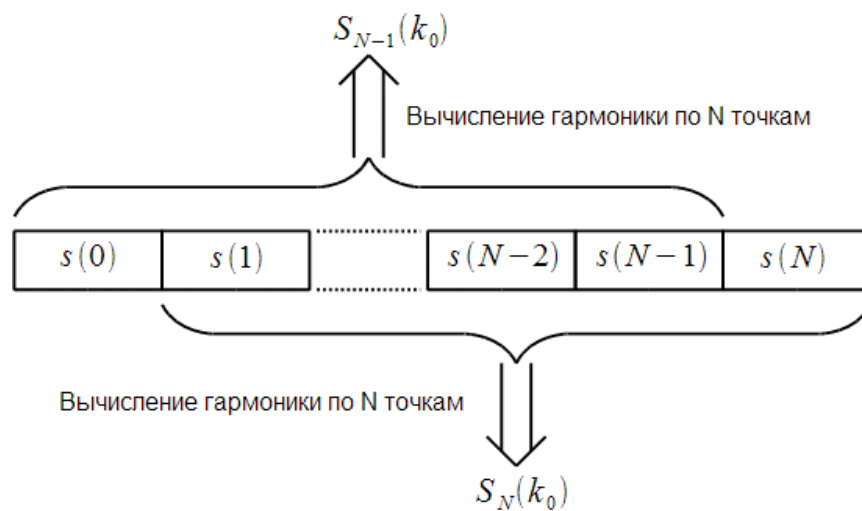 S_{N−1}(k_0)
Вычисление гармоники по N точкам
s(0) s(1) s(N−2) s(N−1) s(N)
Вычисление гармоники по N точкам
S_N(k_0)